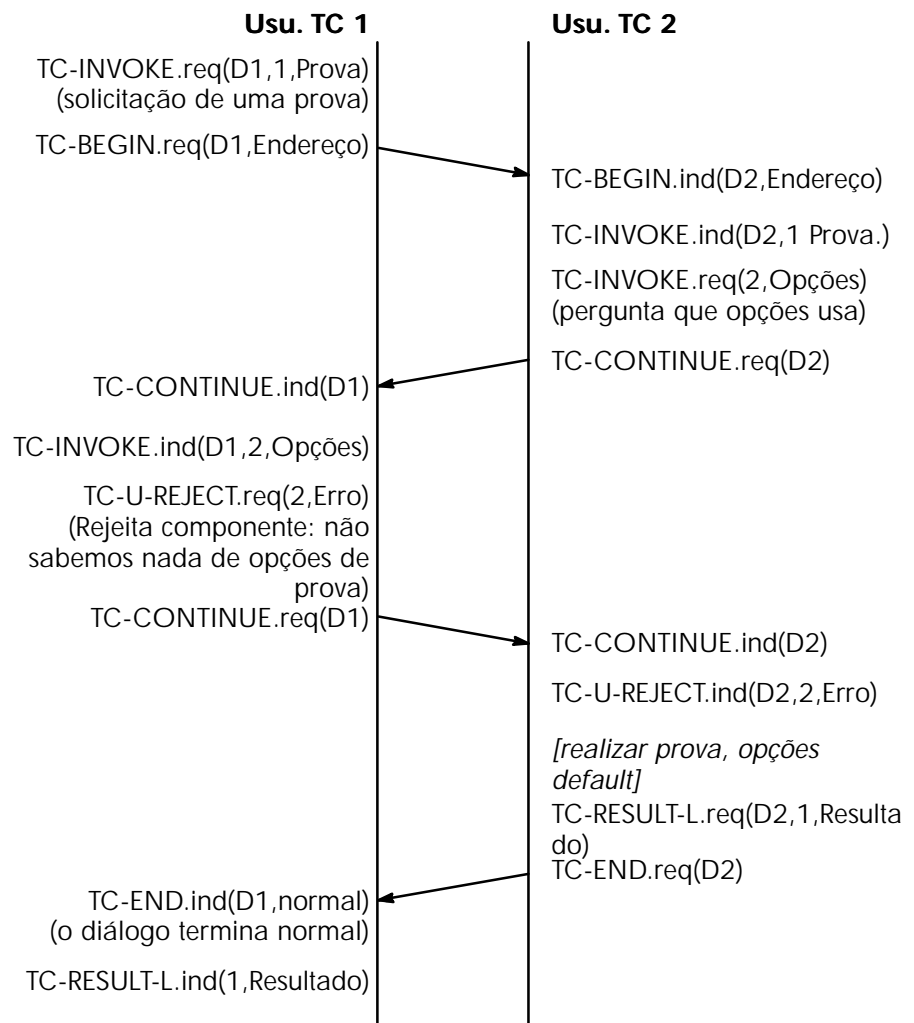 Usu. TC 1
Usu. TC 2
TC-INVOKE.req(D1,1,Prova)
(solicitação de uma prova)
TC-BEGIN.req(D1,Endereço)
TC-BEGIN.ind(D2,Endereço)
TC-INVOKE.ind(D2,1 Prova.)
TC-INVOKE.req(2,Opções)
(pergunta que opções usa)
TC-CONTINUE.req(D2)
TC-CONTINUE.ind(D1)
TC-INVOKE.ind(D1,2,Opções)
TC-U-REJECT.req(2,Erro)
(Rejeita componente: não
sabemos nada de opções de
prova)
TC-CONTINUE.req(D1)
TC-CONTINUE.ind(D2)
TC-U-REJECT.ind(D2,2,Erro)
[realizar prova, opções
default]
TC-RESULT-L.req(D2,1,Resulta
do)
TC-END.req(D2)
TC-END.ind(D1,normal)
(o diálogo termina normal)
TC-RESULT-L.ind(1,Resultado)